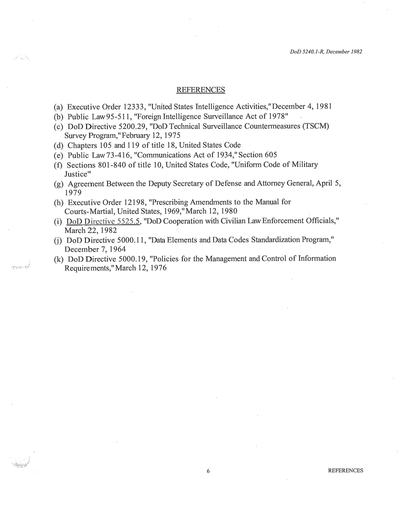 DoD 5240.1-R, December 1982
REFERENCES
(a) Executive Order 12333, "United States Intelligence Activities," December 4, 1981
(b) Public Law 95-511, "Foreign Intelligence Surveillance Act of 1978"
(c) DoD Directive 5200.29, "DoD Technical Surveillance Countermeasures (TSCM)
Survey Program," February 12, 1975
(d) Chapters 105 and 119 of title 18, United States Code
(e) Public Law 73-416, "Communications Act of 1934," Section 605
(f) Sections 801-840 of title 10, United States Code, "Uniform Code of Military
Justice"
(g) Agreement Between the Deputy Secretary of Defense and Attorney General, April 5,
1979
(h) Executive Order 12198, "Prescribing Amendments to the Manual for
Courts-Martial, United States, 1969," March 12, 1980
(i) DoD Directive 5525.5, "DoD Cooperation with Civilian Law Enforcement Officials,"
March 22, 1982
(j) DoD Directive 5000.11, "Data Elements and Data Codes Standardization Program,"
December 7, 1964
(k) DoD Directive 5000.19, "Policies for the Management and Control of Information
Requirements," March 12, 1976
6
REFERENCES